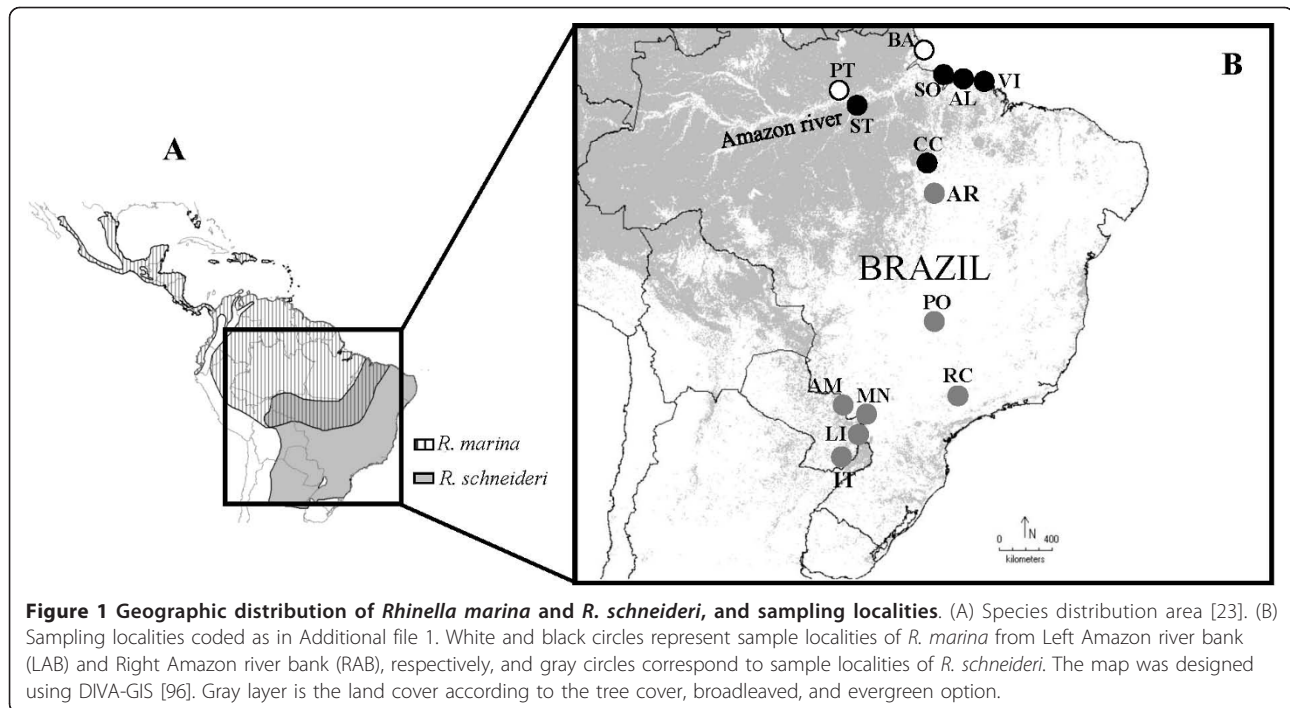 A
R. marina
R. schneideri
B
BA
PT
SO
AL
VI
ST
Amazon river
CC
AR
BRAZIL
PO
RC
AM
MN
LI
IT
N
0 400
kilometers
Figure 1 Geographic distribution of Rhinella marina and R. schneideri, and sampling localities. (A) Species distribution area [23]. (B)
Sampling localities coded as in Additional file 1. White and black circles represent sample localities of R. marina from Left Amazon river bank
(LAB) and Right Amazon river bank (RAB), respectively, and gray circles correspond to sample localities of R. schneideri. The map was designed
using DIVA-GIS [96]. Gray layer is the land cover according to the tree cover, broadleaved, and evergreen option.